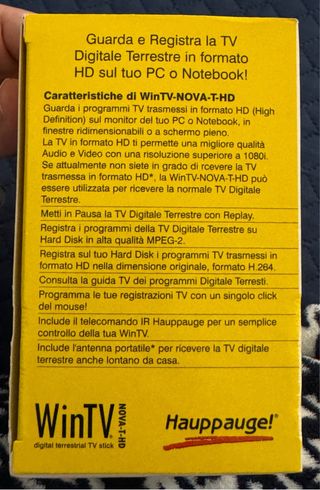 Guarda e Registra la TV
Digitale Terrestre in formato
HD sul tuo PC o Notebook!
Caratteristiche di WinTV-NOVA-T-HD
Guarda i programmi TV trasmessi in formato HD (High
Definition) sul monitor del tuo PC o Notebook, in
finestre ridimensionabili o a schermo pieno.
La TV in formato HD ti permette una migliore qualità
Audio e Video con una risoluzione superiore a 1080i.
Se attualmente non siete in grado di ricevere la TV
trasmessa in formato HD*, la WinTV-NOVA-T-HD può
essere utilizzata per ricevere la normale TV Digitale
Terrestre.
Metti in Pausa la TV Digitale Terrestre con Replay.
Registra i programmi della TV Digitale Terrestre su
Hard Disk in alta qualità MPEG-2.
Registra sul tuo Hard Disk i programmi TV trasmessi in
formato HD nella dimensione originale, formato H.264.
Consulta la guida TV dei programmi Digitale Terresti.
Programma le tue registrazioni TV con un singolo click
del mouse!
Include il telecomando IR Hauppauge per un semplice
controllo della tua WinTV.
Include l'antenna portatile* per ricevere la TV digitale
terrestre anche lontano da casa.
WinTV® NOVA-T-HD
digital terrestrial TV stick
Hauppauge!®